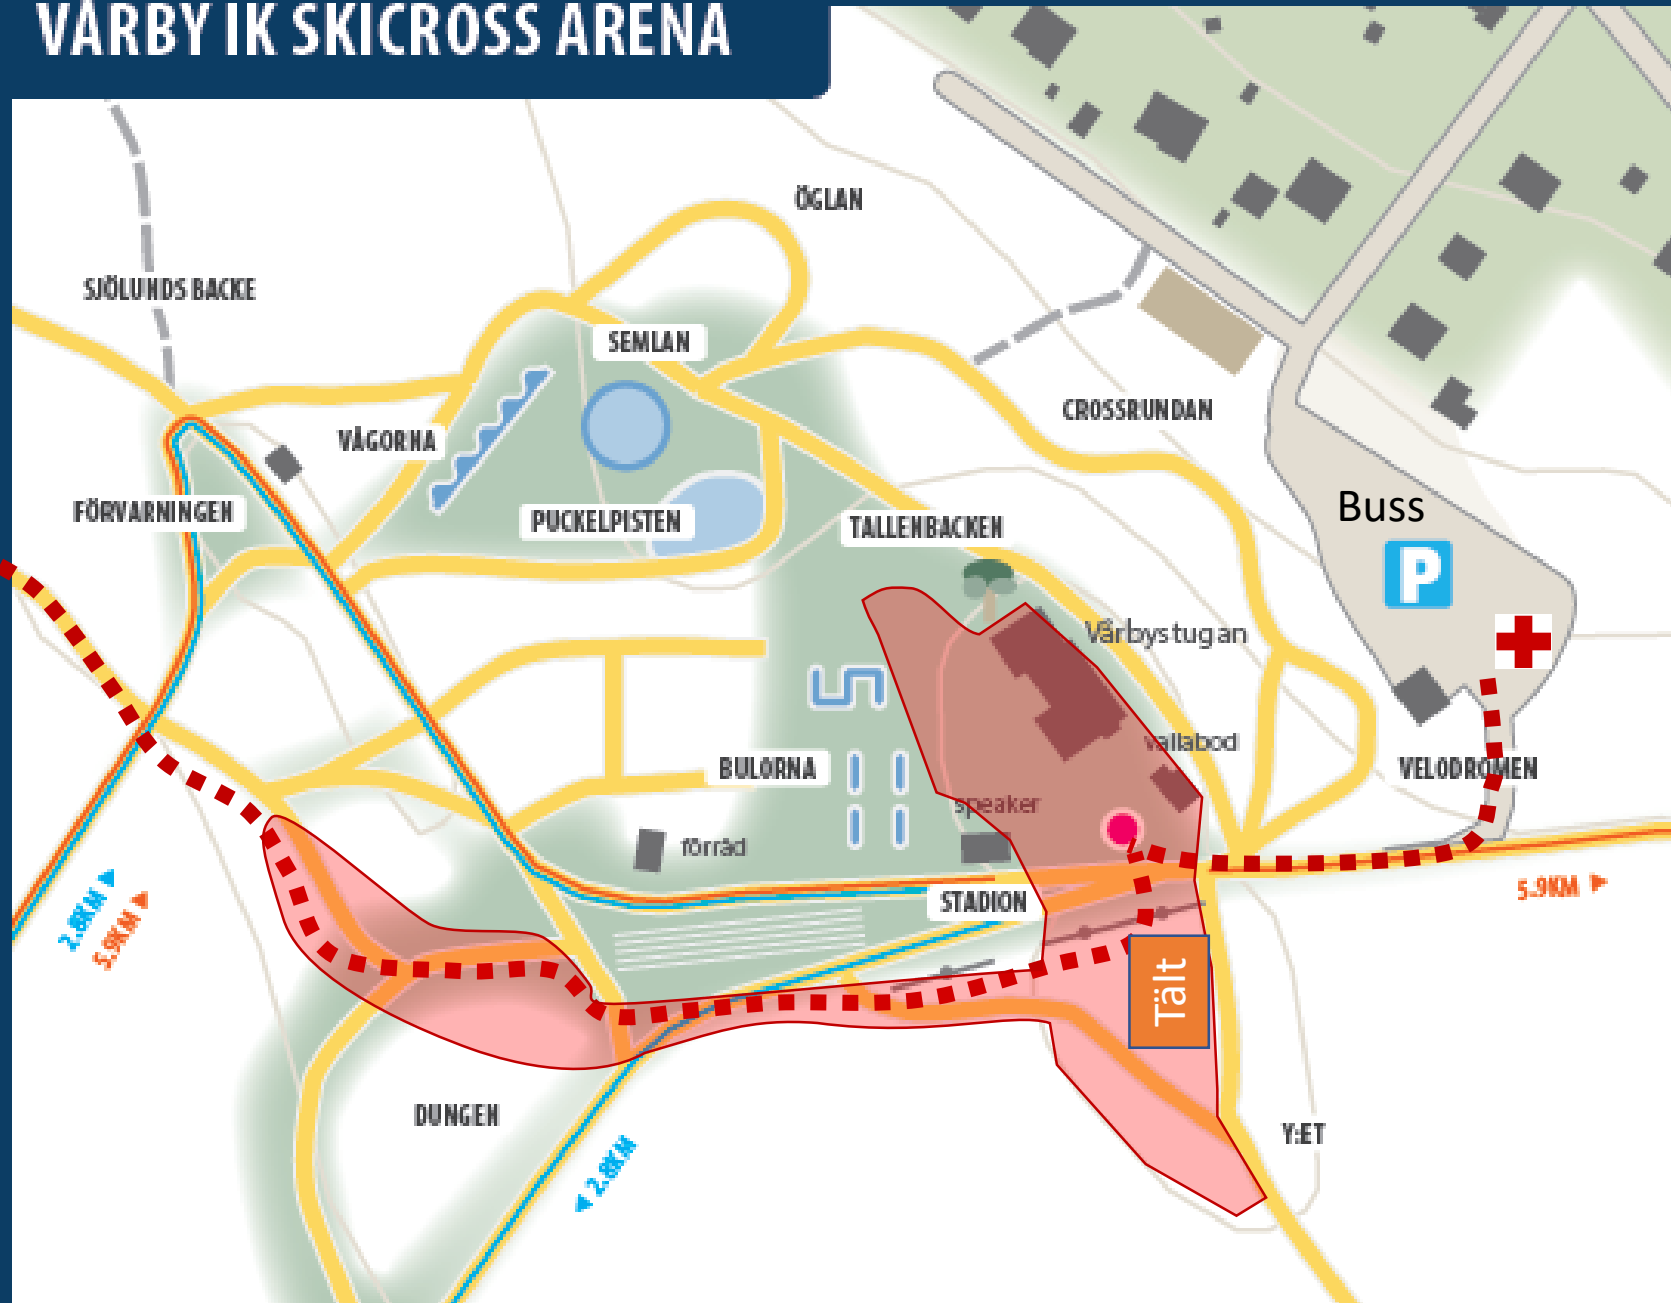 VÅRBY IK SKICROSS ARENA
ÖGLAN
SJÖLUNDS BACKE
SEMLAN
CROSSRUNDAN
VÅGORNA
Buss
FÖRVARNINGEN
PUCKELPISTEN
TALLENBACKEN
P
Vårbystugan
vallabod
BULORNA
VELODROMEN
speaker
förråd
5.9KM
STADION
2.8KM
5.9KM
Tält
DUNGEN
Y:ET
2.8KM